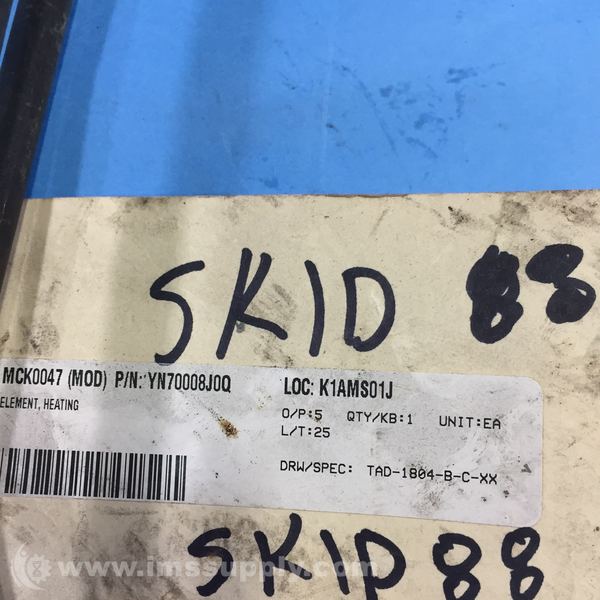 SKID 88
MCK0047 (MOD) P/N: YN70008J0Q LOC: K1AMS01J
ELEMENT, HEATING
O/P:5 QTY/KB:1 UNIT:EA
L/T:25
DRW/SPEC: TAD-1804-B-C-XX
SKID 88
www.imssupply.com